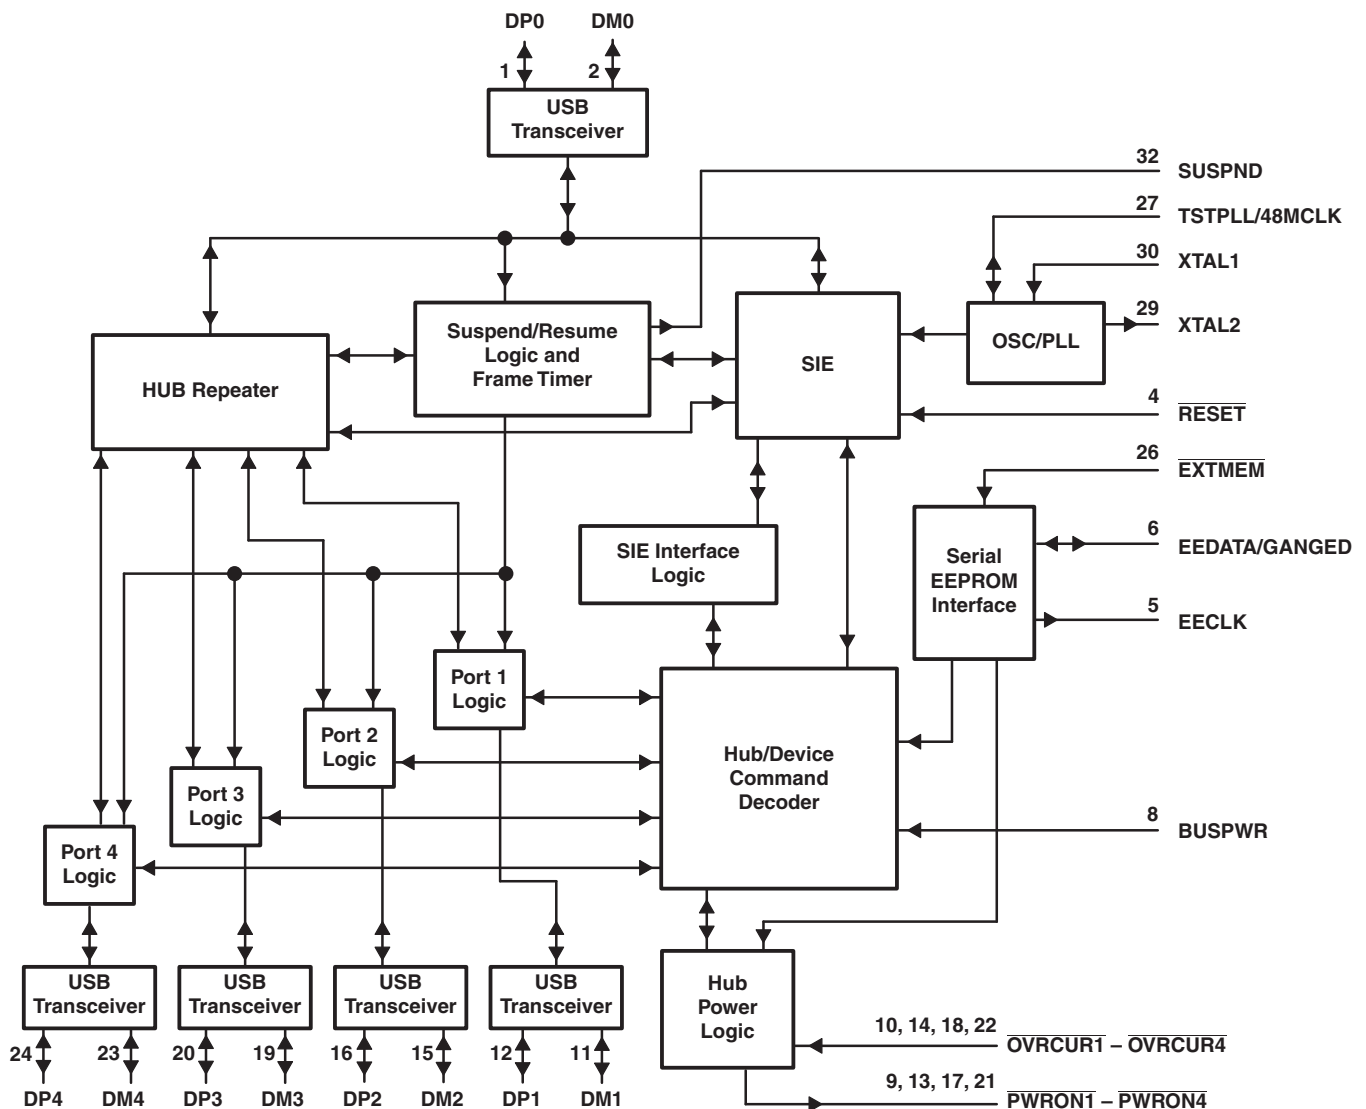 DP0 DM0
1 2
USB
Transceiver
32
SUSPND
27
TSTPLL/48MCLK
30
XTAL1
29
XTAL2
Suspend/Resume
Logic and
Frame Timer
SIE
OSC/PLL
HUB Repeater
4
RESET
26
EXTMEM
SIE Interface
Logic
Serial
EEPROM
Interface
6
EEDATA/GANGED
5
EECLK
Port 1
Logic
Port 2
Logic
Port 3
Logic
Port 4
Logic
Hub/Device
Command
Decoder
8
BUSPWR
USB
Transceiver
USB
Transceiver
USB
Transceiver
USB
Transceiver
Hub
Power
Logic
10, 14, 18, 22
OVRCUR1 – OVRCUR4
9, 13, 17, 21
PWRON1 – PWRON4
24 23 20 19 16 15 12 11
DP4 DM4 DP3 DM3 DP2 DM2 DP1 DM1